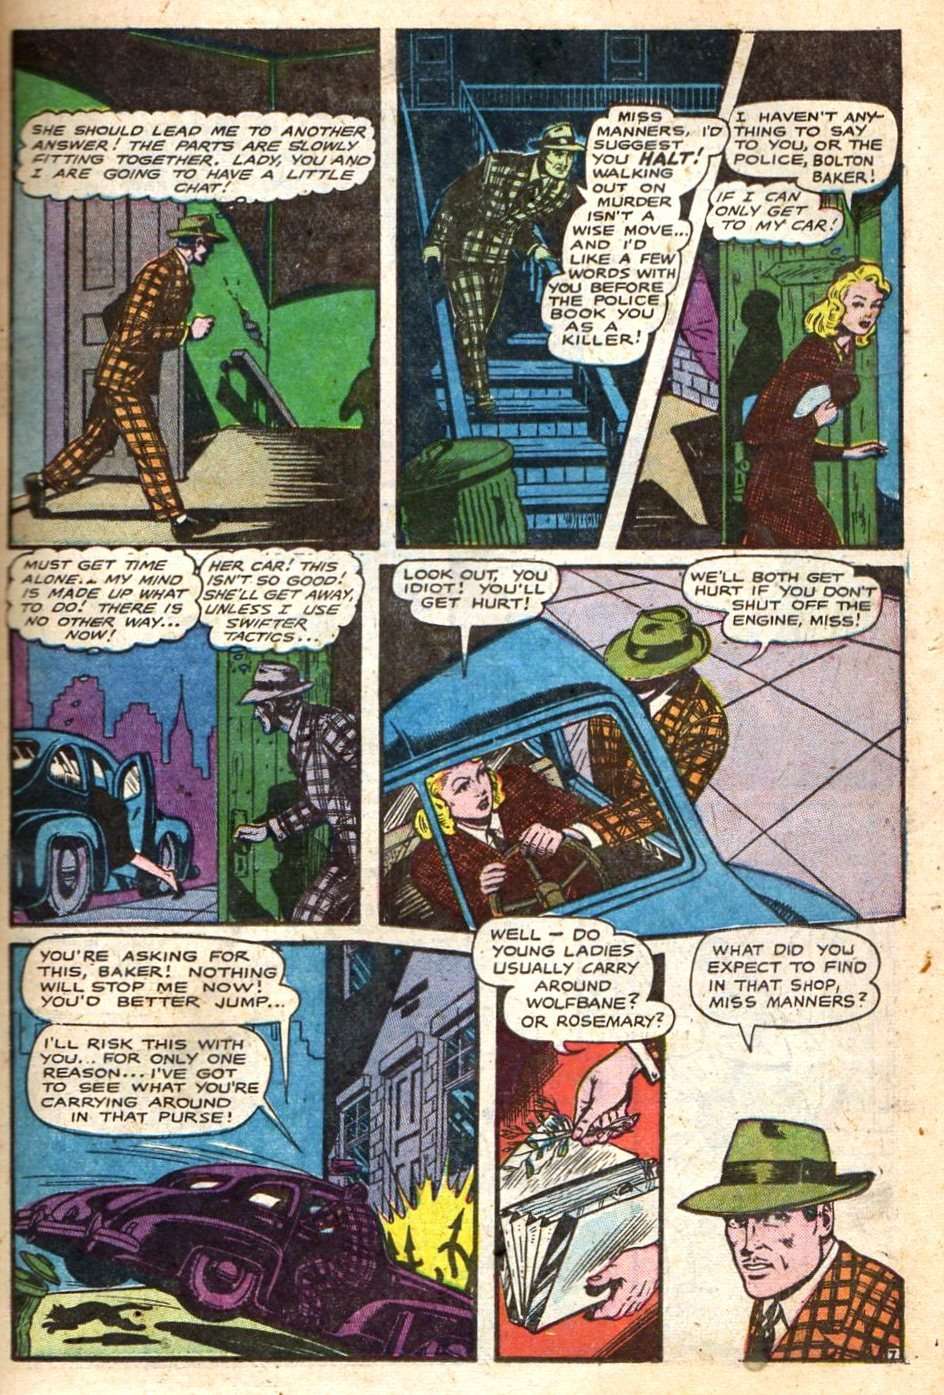 SHE SHOULD LEAD ME TO ANOTHER
ANSWER! THE PARTS ARE SLOWLY
FITTING TOGETHER. LADY, YOU AND
I ARE GOING TO HAVE A LITTLE
CHAT!
MISS
MANNERS, I'D
SUGGEST
YOU HALT!
WALKING
OUT ON
MURDER
ISN'T A
WISE MOVE...
AND I'D
LIKE A FEW
WORDS WITH
YOU BEFORE
THE POLICE
BOOK YOU
AS A
KILLER!
I HAVEN'T ANY-
THING TO SAY
TO YOU, OR THE
POLICE, BOLTON
BAKER!
IF I CAN
ONLY GET
TO MY CAR!
MUST GET TIME
ALONE... MY MIND
IS MADE UP WHAT
TO DO! THERE IS
NO OTHER WAY...
NOW!
HER CAR! THIS
ISN'T SO GOOD!
SHE'LL GET AWAY,
UNLESS I USE
SWIFTER
TACTICS...
LOOK OUT, YOU
IDIOT! YOU'LL
GET HURT!
WE'LL BOTH GET
HURT IF YOU DON'T
SHUT OFF THE
ENGINE, MISS!
YOU'RE ASKING FOR
THIS, BAKER! NOTHING
WILL STOP ME NOW!
YOU'D BETTER JUMP...
I'LL RISK THIS WITH
YOU... FOR ONLY ONE
REASON... I'VE GOT
TO SEE WHAT YOU'RE
CARRYING AROUND
IN THAT PURSE!
WELL — DO
YOUNG LADIES
USUALLY CARRY
AROUND
WOLFBANE?
OR ROSEMARY?
WHAT DID YOU
EXPECT TO FIND
IN THAT SHOP,
MISS MANNERS?
7